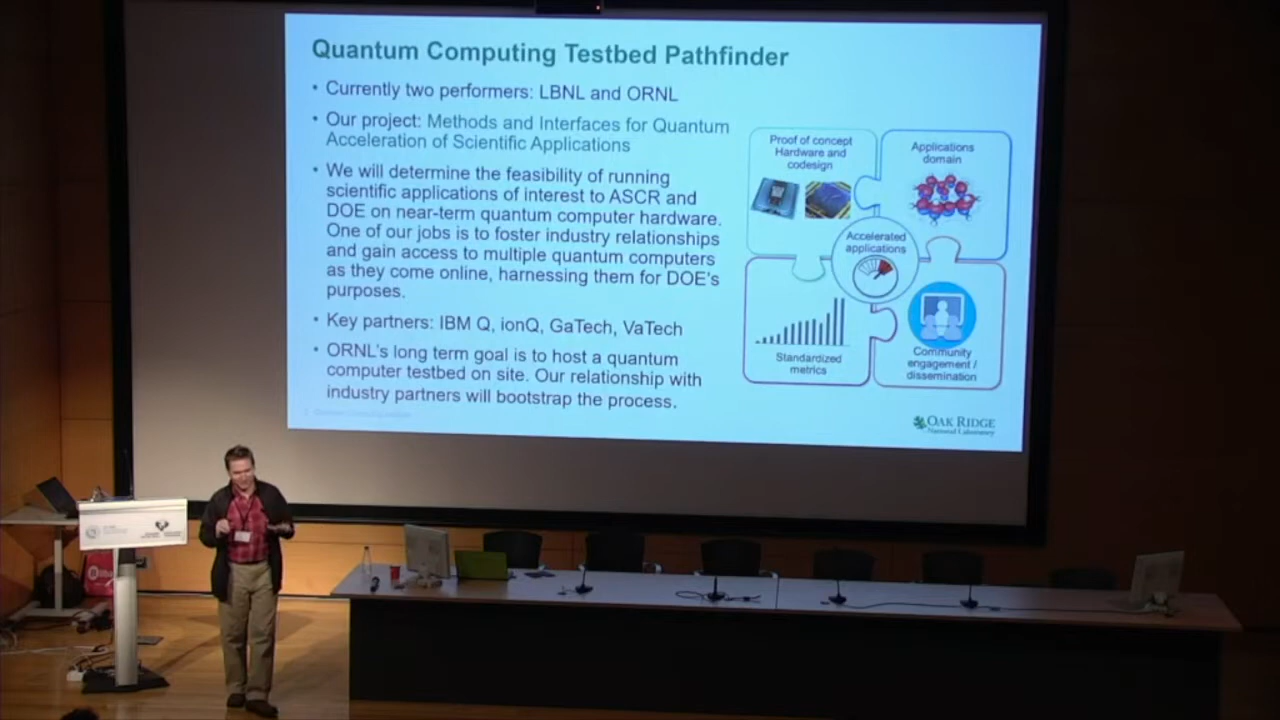 Quantum Computing Testbed Pathfinder
• Currently two performers: LBNL and ORNL
• Our project: Methods and Interfaces for Quantum
Acceleration of Scientific Applications
• We will determine the feasibility of running
scientific applications of interest to ASCR and
DOE on near-term quantum computer hardware.
One of our jobs is to foster industry relationships
and gain access to multiple quantum computers
as they come online, harnessing them for DOE's
purposes.
• Key partners: IBM Q, ionQ, GaTech, VaTech
• ORNL's long term goal is to host a quantum
computer testbed on site. Our relationship with
industry partners will bootstrap the process.
Proof of concept
Hardware and
codesign
Applications
domain
Accelerated
applications
Standardized
metrics
Community
engagement /
dissemination
OAK RIDGE
National Laboratory